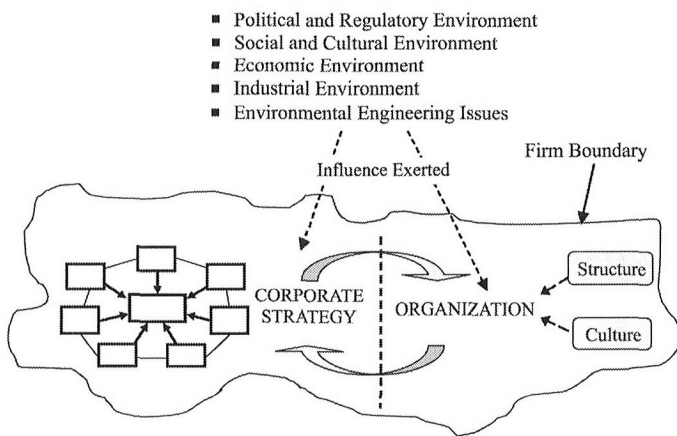 Political and Regulatory Environment
Social and Cultural Environment
Economic Environment
Industrial Environment
Environmental Engineering Issues
Influence Exerted
Firm Boundary
CORPORATE
STRATEGY
ORGANIZATION
Structure
Culture